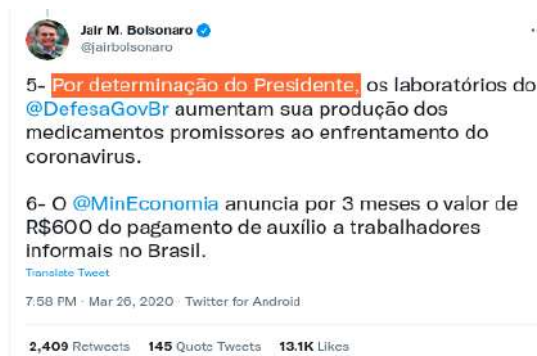 Jair M. Bolsonaro
@jairbolsonaro
5- Por determinação do Presidente, os laboratórios do
@DefesaGovBr aumentam sua produção dos
medicamentos promissores ao enfrentamento do
coronavirus.
6- O @MinEconomia anuncia por 3 meses o valor de
R$600 do pagamento de auxílio a trabalhadores
informais no Brasil.
Translate Tweet
7:58 PM · Mar 26, 2020 · Twitter for Android
2,409 Retweets 145 Quote Tweets 13.1K Likes